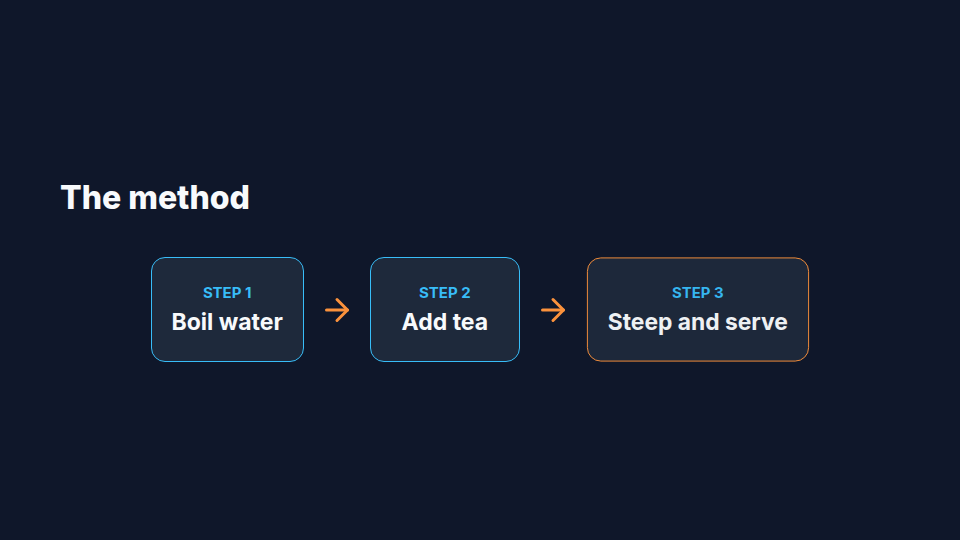 The method
STEP 1
Boil water
STEP 2
Add tea
STEP 3
Steep and serve